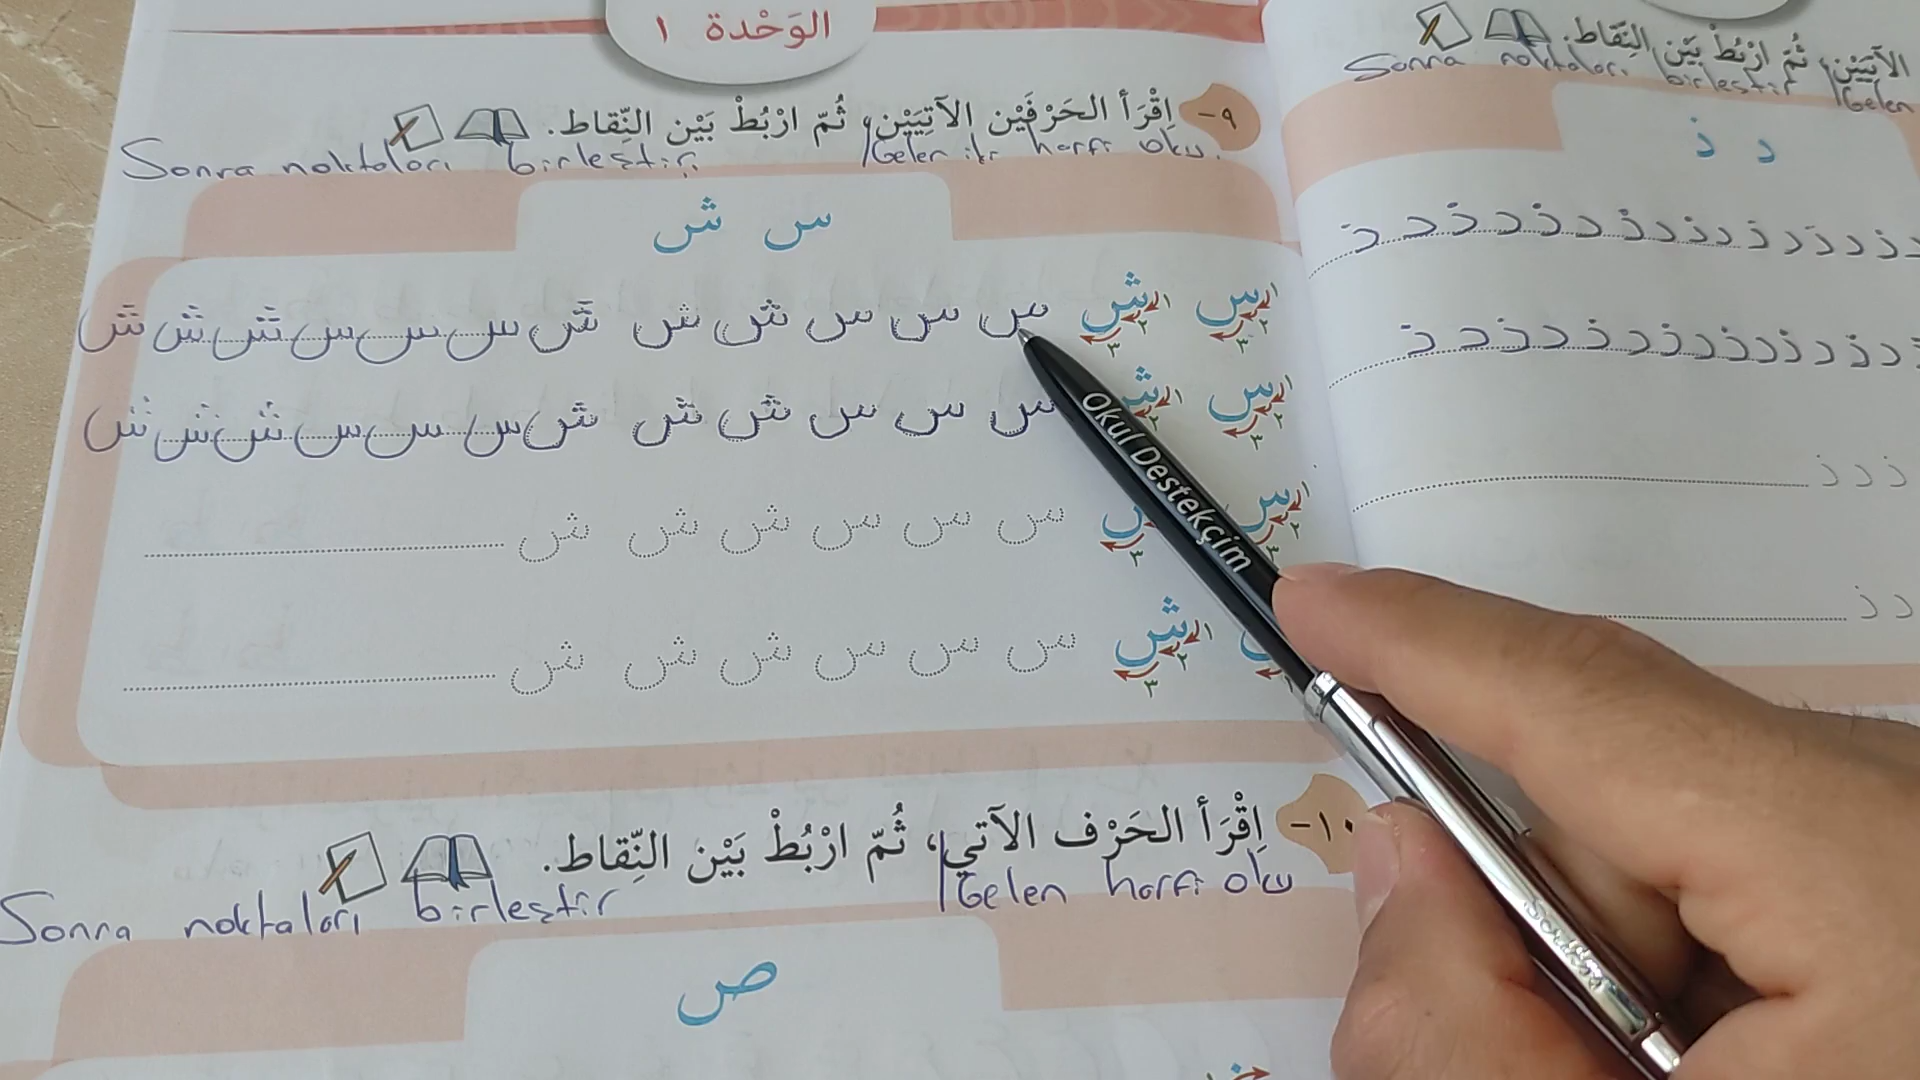 الوَحْدة ١
٩- اِقْرَأ الحَرْفَيْن الآتِيَيْن، ثُمّ ارْبُطْ بَيْن النِّقاط.
Gelen iki harfi oku. Sonra noktaları birleştir.
س ش
س ش س س س ش ش ش س س س ش ش ش
س ش س س س ش ش ش س س س ش ش ش
س ش س س س ش ش ش
ش س س س ش ش ش
١٠- اِقْرَأ الحَرْف الآتي، ثُمّ ارْبُطْ بَيْن النِّقاط.
Gelen harfi oku Sonra noktaları birleştir
ص
الآتِيَيْن، ثُمّ ارْبُطْ بَيْن النِّقاط.
Gelen Sonra noktaları birleştir
د ذ
ذ د ذ
د ذ
Okul Destekçim
Scrikss